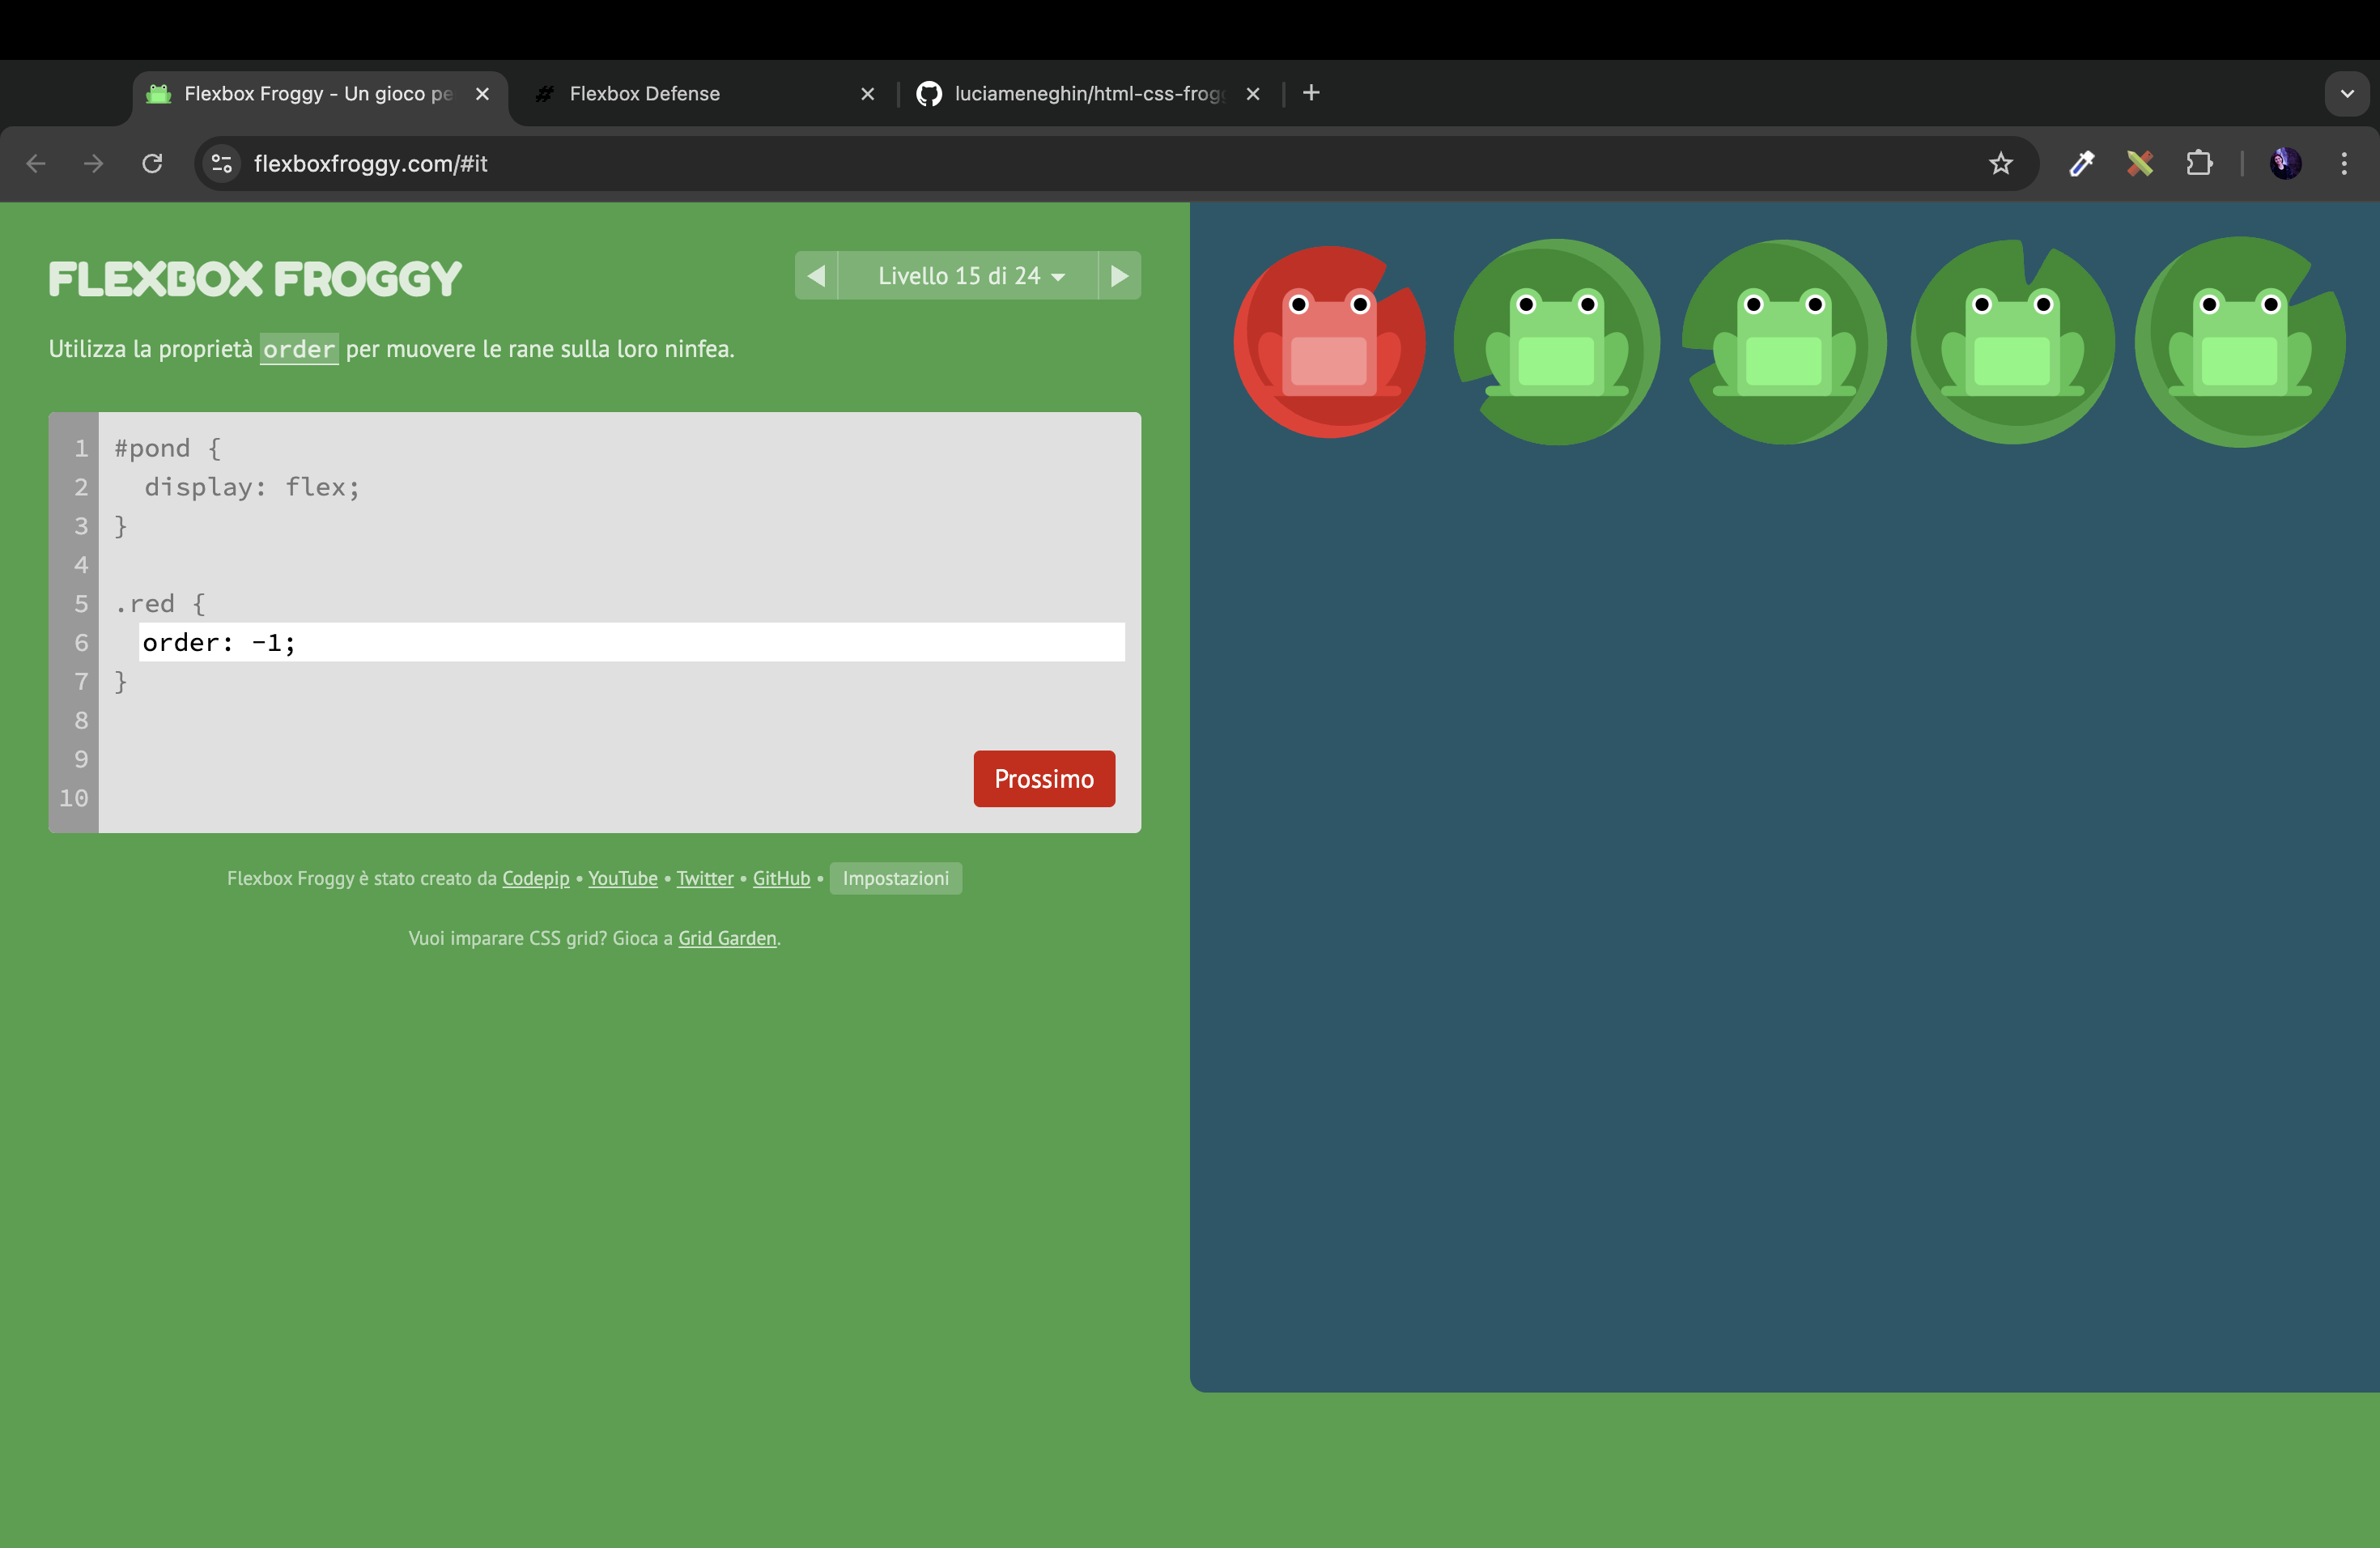 Flexbox Froggy - Un gioco pe
Flexbox Defense
luciameneghin/html-css-frog
flexboxfroggy.com/#it
FLEXBOX FROGGY
Livello 15 di 24
Utilizza la proprietà order per muovere le rane sulla loro ninfea.
1 #pond {
2 display: flex;
3 }
4
5 .red {
6 order: -1;
7 }
8
9
10
Prossimo
Flexbox Froggy è stato creato da Codepip • YouTube • Twitter • GitHub • Impostazioni
Vuoi imparare CSS grid? Gioca a Grid Garden.